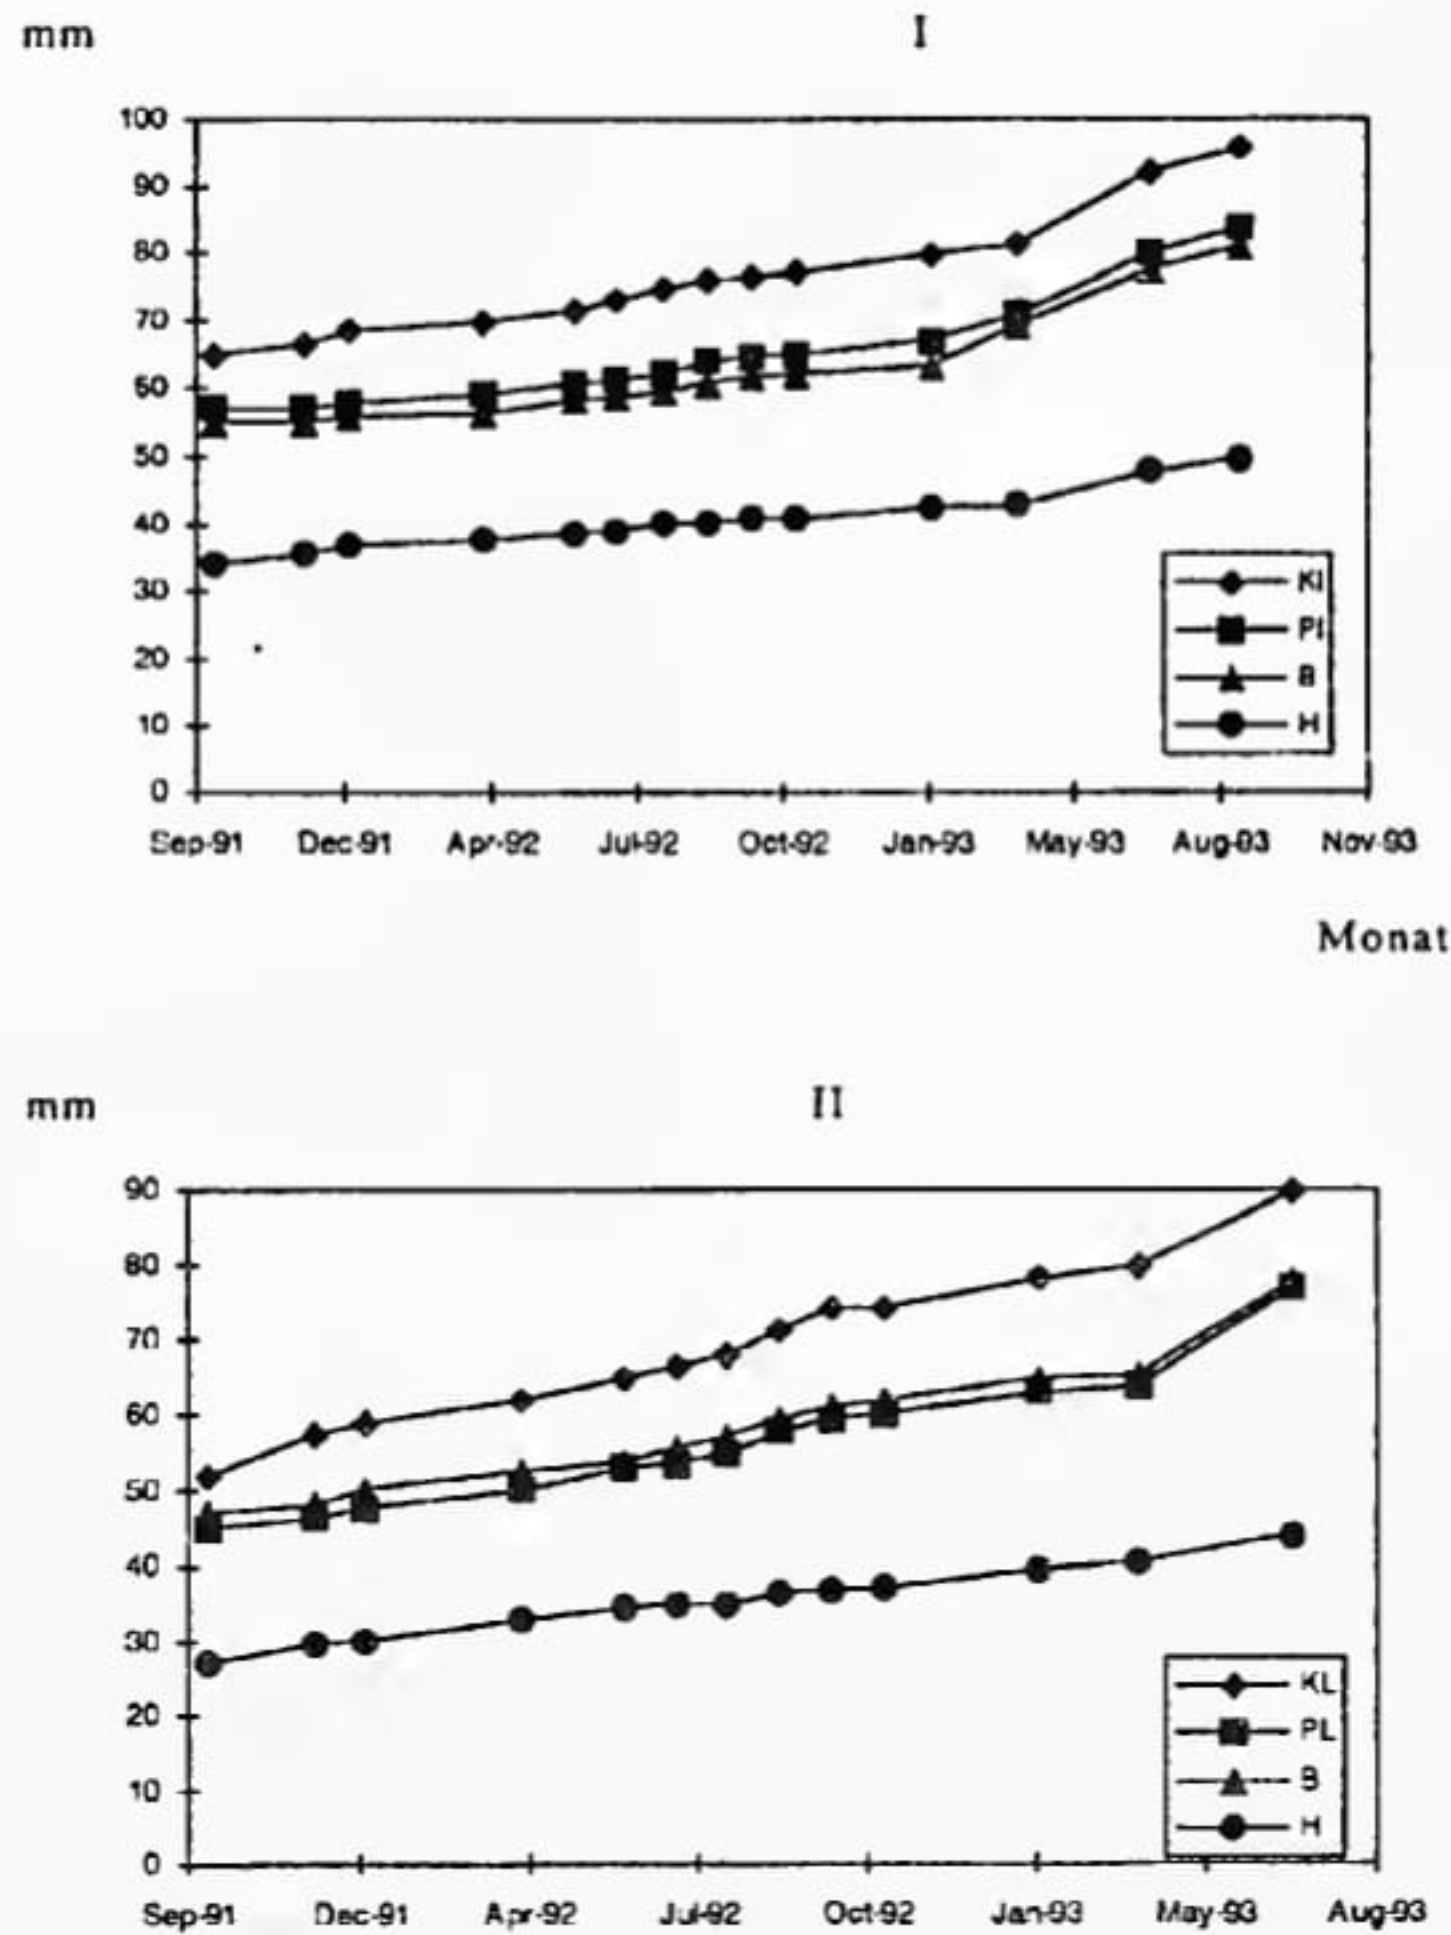 mm
I
100
90
80
70
60
50
40
30
20
10
0
Sep-91 Dec-91 Apr-92 Jul-92 Oct-92 Jan-93 May-93 Aug-93 Nov-93
Monat
Kl
Pl
B
H
mm
II
90
80
70
60
50
40
30
20
10
0
Sep-91 Dec-91 Apr-92 Jul-92 Oct-92 Jan-93 May-93 Aug-93
KL
PL
B
H